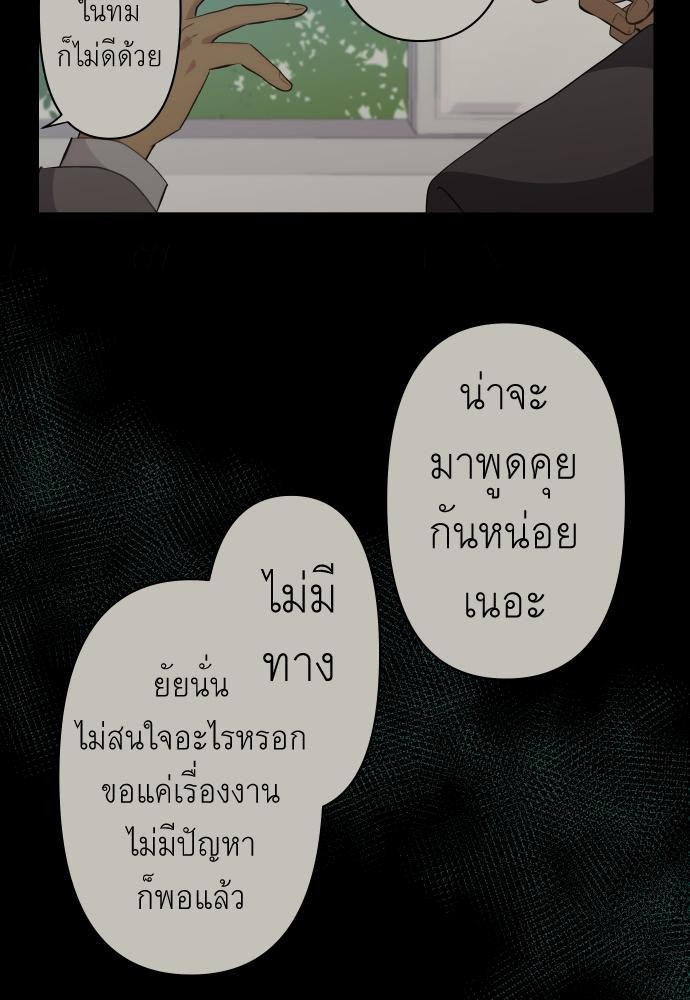 ในทม
ก็ไม่ดีด้วย
น่าจะ
มาพูดคุย
กันหน่อย
เนอะ
ไม่มี
ทาง
ยัยนั่น
ไม่สนใจอะไรหรอก
ขอแค่เรื่องงาน
ไม่มีปัญหา
ก็พอแล้ว